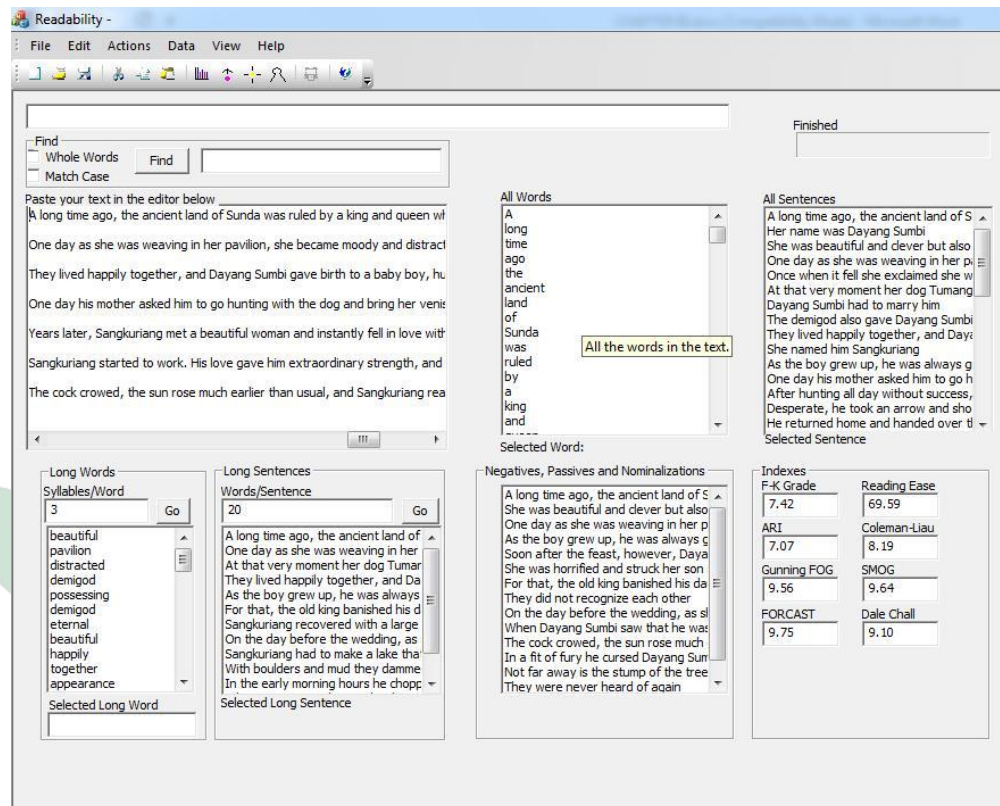 Readability -
File Edit Actions Data View Help
Finished
Find
Whole Words
Match Case
Find
Paste your text in the editor below
A long time ago, the ancient land of Sunda was ruled by a king and queen wh
One day as she was weaving in her pavilion, she became moody and distract
They lived happily together, and Dayang Sumbi gave birth to a baby boy, hu
One day his mother asked him to go hunting with the dog and bring her venis
Years later, Sangkuriang met a beautiful woman and instantly fell in love with
Sangkuriang started to work. His love gave him extraordinary strength, and
The cock crowed, the sun rose much earlier than usual, and Sangkuriang rea
All Words
A
long
time
ago
the
ancient
land
of
Sunda
was
ruled
by
a
king
and
All the words in the text.
Selected Word:
All Sentences
A long time ago, the ancient land of S
Her name was Dayang Sumbi
She was beautiful and clever but also
One day as she was weaving in her pa
Once when it fell she exclaimed she w
At that very moment her dog Tumang
Dayang Sumbi had to marry him
The demigod also gave Dayang Sumbi
They lived happily together, and Daya
She named him Sangkuriang
As the boy grew up, he was always g
One day his mother asked him to go h
After hunting all day without success,
Desperate, he took an arrow and sho
He returned home and handed over th
Selected Sentence
Long Words
Syllables/Word
3
Go
beautiful
pavilion
distracted
demigod
possessing
demigod
eternal
beautiful
happily
together
appearance
Selected Long Word
Long Sentences
Words/Sentence
20
Go
A long time ago, the ancient land of
One day as she was weaving in her
At that very moment her dog Tumar
They lived happily together, and Da
As the boy grew up, he was always
For that, the old king banished his d
Sangkuriang recovered with a large
On the day before the wedding, as
Sangkuriang had to make a lake tha
With boulders and mud they damme
In the early morning hours he chopp
Selected Long Sentence
Negatives, Passives and Nominalizations
A long time ago, the ancient land of S
She was beautiful and clever but also
One day as she was weaving in her p
As the boy grew up, he was always g
Soon after the feast, however, Daya
She was horrified and struck her son
For that, the old king banished his da
They did not recognize each other
On the day before the wedding, as sh
When Dayang Sumbi saw that he was
The cock crowed, the sun rose much
In a fit of fury he cursed Dayang Sum
Not far away is the stump of the tree
They were never heard of again
Indexes
F-K Grade Reading Ease
7.42 69.59
ARI Coleman-Liau
7.07 8.19
Gunning FOG SMOG
9.56 9.64
FORCAST Dale Chall
9.75 9.10